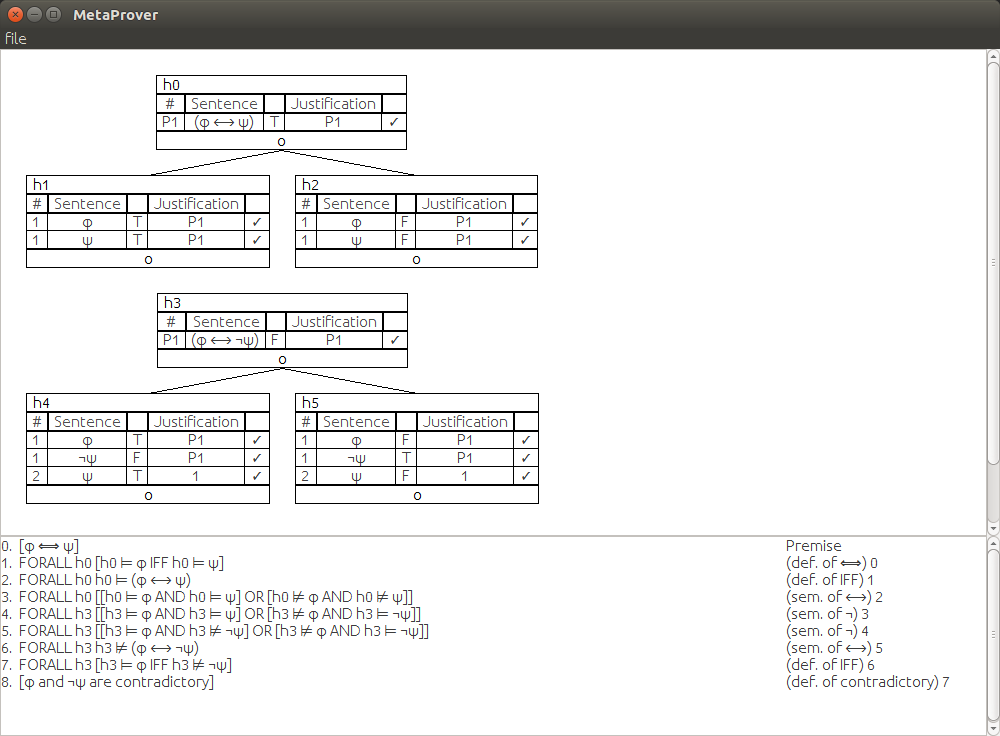 MetaProver
file
h0
# Sentence Justification
P1 (φ ⟷ ψ) T P1 ✓
o
h1
# Sentence Justification
1 φ T P1 ✓
1 ψ T P1 ✓
o
h2
# Sentence Justification
1 φ F P1 ✓
1 ψ F P1 ✓
o
h3
# Sentence Justification
P1 (φ ⟷ ¬ψ) F P1 ✓
o
h4
# Sentence Justification
1 φ T P1 ✓
1 ¬ψ F P1 ✓
2 ψ T 1 ✓
o
h5
# Sentence Justification
1 φ F P1 ✓
1 ¬ψ T P1 ✓
2 ψ F 1 ✓
o
0. [φ ⟺ ψ] Premise
1. FORALL h0 [h0 ⊨ φ IFF h0 ⊨ ψ] (def. of ⟺) 0
2. FORALL h0 h0 ⊨ (φ ⟷ ψ) (def. of IFF) 1
3. FORALL h0 [[h0 ⊨ φ AND h0 ⊨ ψ] OR [h0 ⊭ φ AND h0 ⊭ ψ]] (sem. of ⟷) 2
4. FORALL h3 [[h3 ⊨ φ AND h3 ⊨ ψ] OR [h3 ⊭ φ AND h3 ⊨ ¬ψ]] (sem. of ¬) 3
5. FORALL h3 [[h3 ⊨ φ AND h3 ⊭ ¬ψ] OR [h3 ⊭ φ AND h3 ⊨ ¬ψ]] (sem. of ¬) 4
6. FORALL h3 h3 ⊭ (φ ⟷ ¬ψ) (sem. of ⟷) 5
7. FORALL h3 [h3 ⊨ φ IFF h3 ⊭ ¬ψ] (def. of IFF) 6
8. [φ and ¬ψ are contradictory] (def. of contradictory) 7